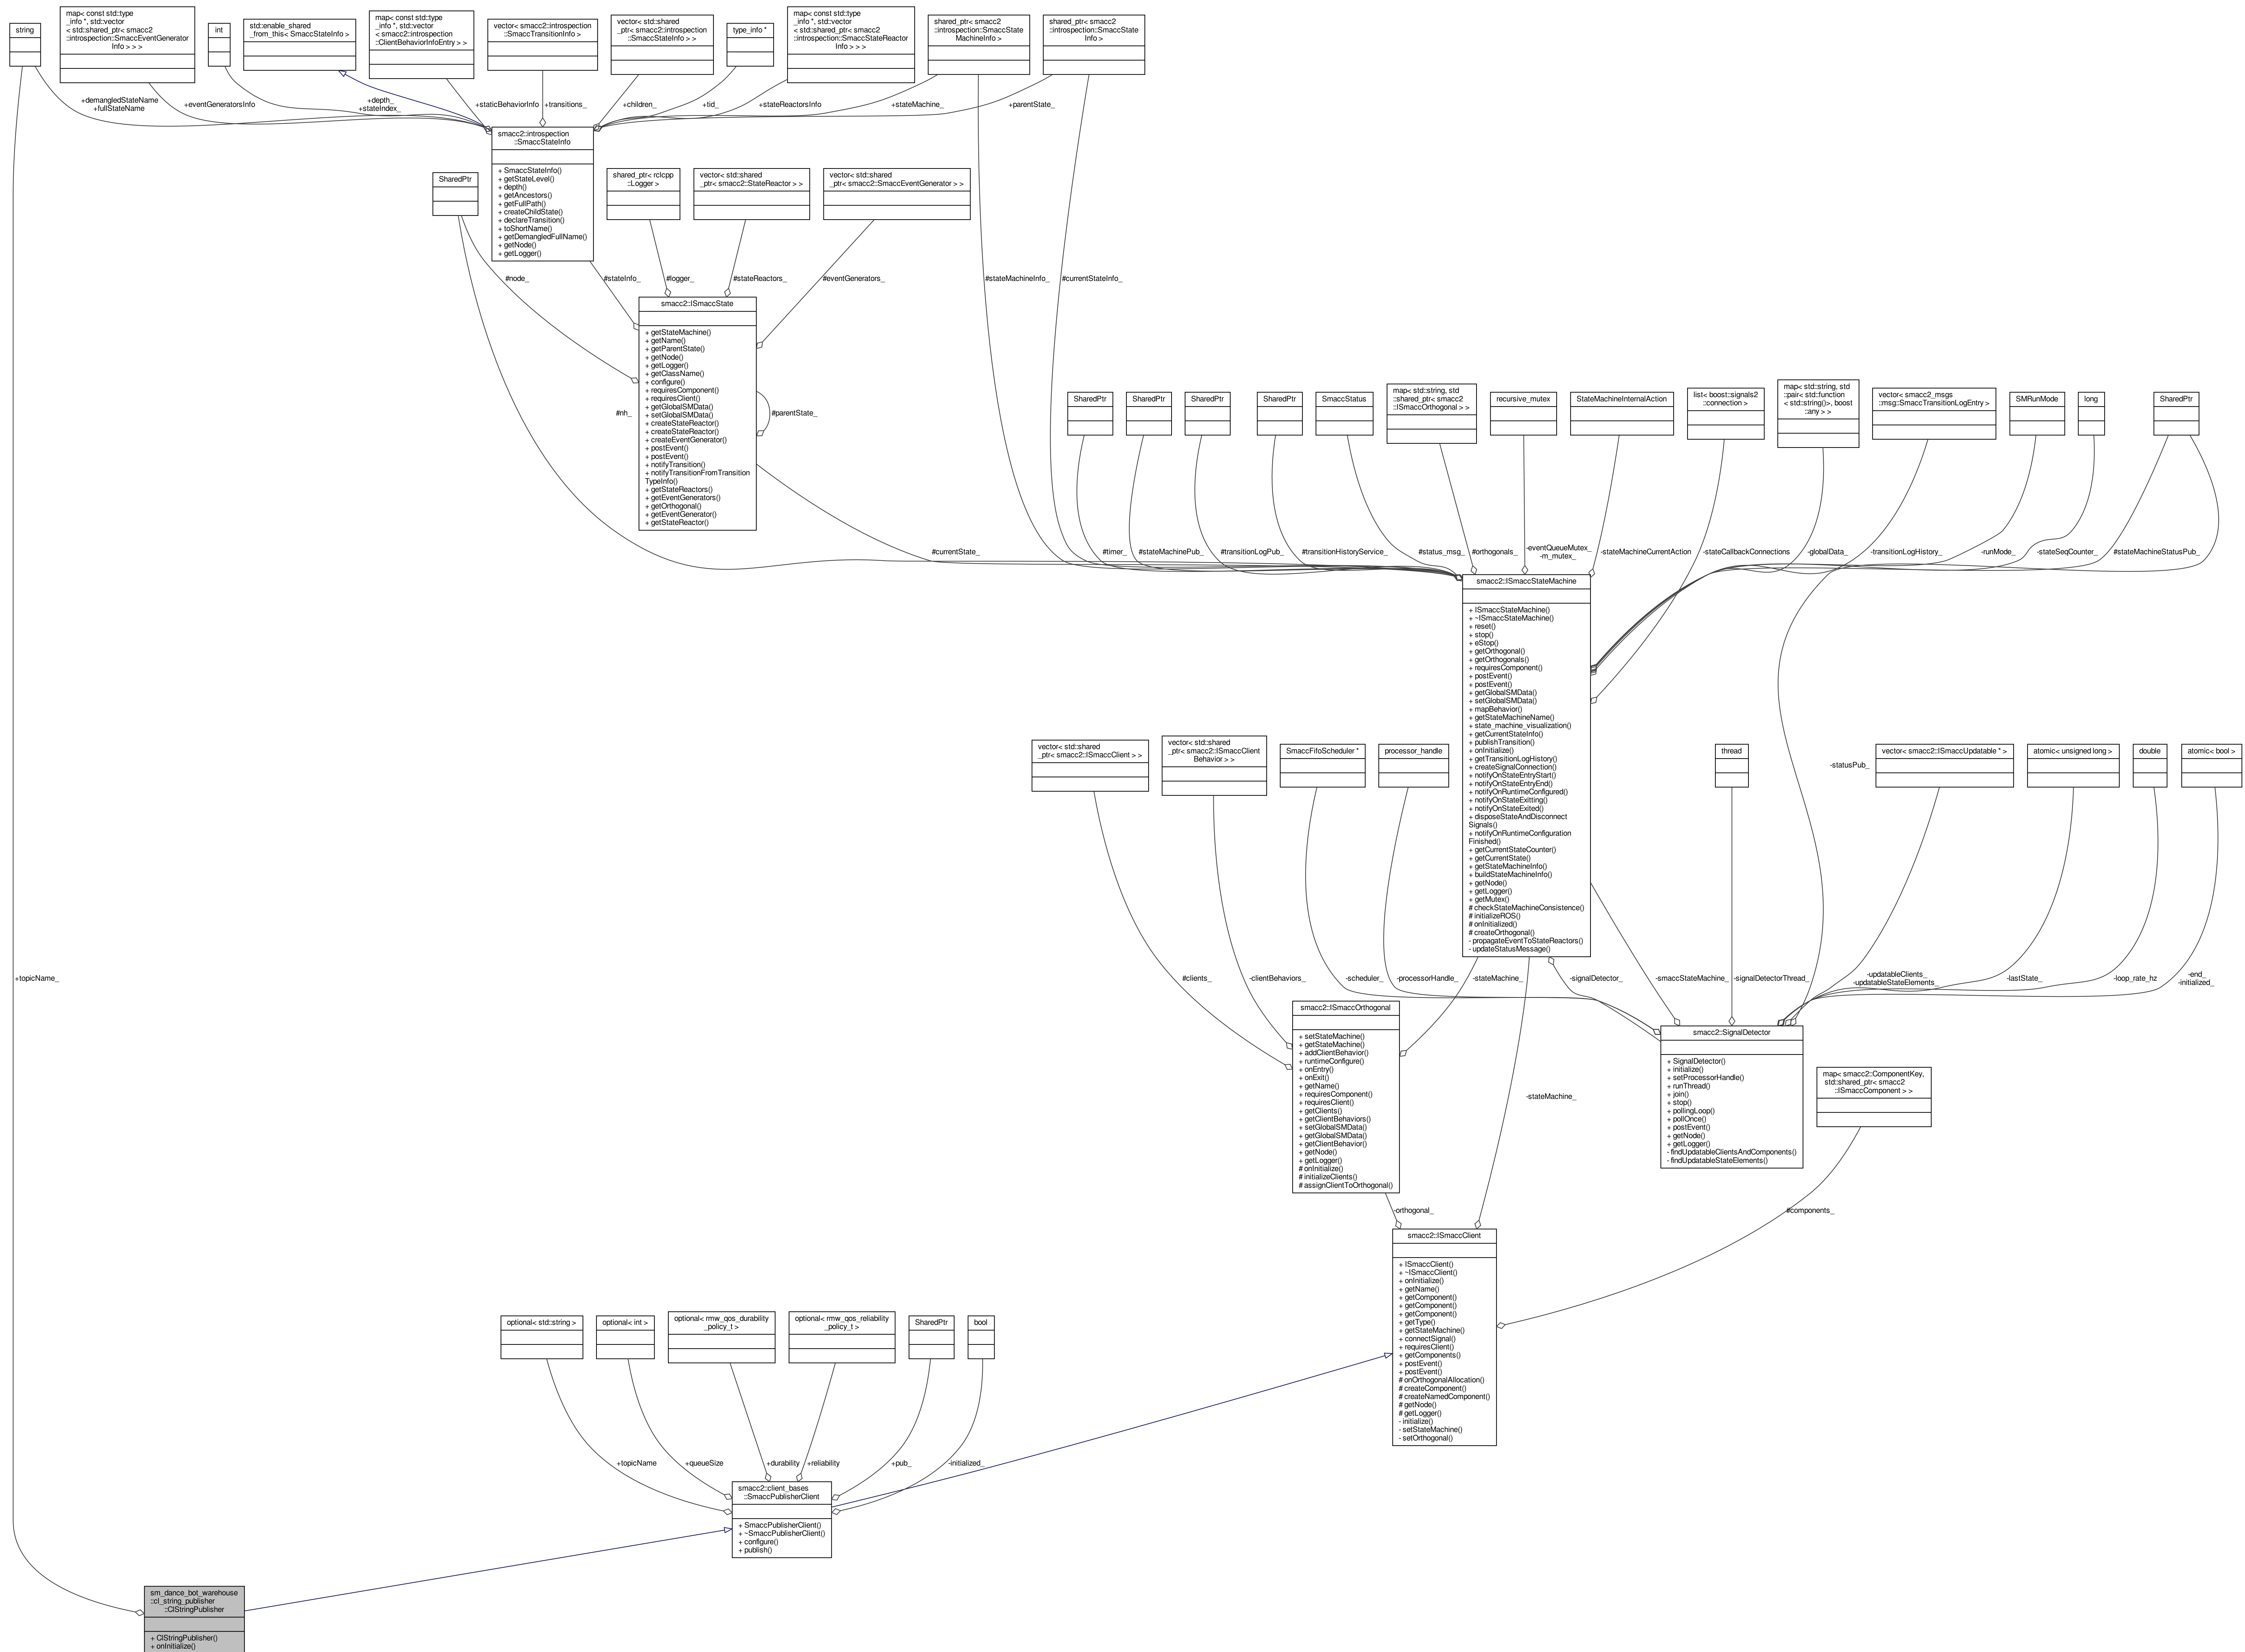 string
map< const std::type
_info *, std::vector
< std::shared_ptr< smacc2
::introspection::SmaccEventGenerator
Info > > >
int
std::enable_shared
_from_this< SmaccStateInfo >
map< const std::type
_info *, std::vector
< smacc2::introspection
::ClientBehaviorInfoEntry > >
vector< smacc2::introspection
::SmaccTransitionInfo >
vector< std::shared
_ptr< smacc2::introspection
::SmaccStateInfo > >
type_info *
map< const std::type
_info *, std::vector
< std::shared_ptr< smacc2
::introspection::SmaccStateReactor
Info > > >
shared_ptr< smacc2
::introspection::SmaccState
MachineInfo >
shared_ptr< smacc2
::introspection::SmaccState
Info >
+demangledStateName
+fullStateName
+eventGeneratorsInfo
+depth_
+stateIndex_
+staticBehaviorInfo
+transitions_
+children_
+tid_
+stateReactorsInfo
+stateMachine_
+parentState_
smacc2::introspection
::SmaccStateInfo
+ SmaccStateInfo()
+ getStateLevel()
+ depth()
+ getAncestors()
+ getFullPath()
+ createChildState()
+ declareTransition()
+ toShortName()
+ getDemangledFullName()
+ getNode()
+ getLogger()
SharedPtr
shared_ptr< rclcpp
::Logger >
vector< std::shared
_ptr< smacc2::StateReactor > >
vector< std::shared
_ptr< smacc2::SmaccEventGenerator > >
#node_
#stateInfo_
#logger_
#stateReactors_
#eventGenerators_
#stateMachineInfo_
#currentStateInfo_
smacc2::ISmaccState
+ getStateMachine()
+ getName()
+ getParentState()
+ getNode()
+ getLogger()
+ getClassName()
+ configure()
+ requiresComponent()
+ requiresClient()
+ getGlobalSMData()
+ setGlobalSMData()
+ createStateReactor()
+ createStateReactor()
+ createEventGenerator()
+ postEvent()
+ postEvent()
+ notifyTransition()
+ notifyTransitionFromTransition
TypeInfo()
+ getStateReactors()
+ getEventGenerators()
+ getOrthogonal()
+ getEventGenerator()
+ getStateReactor()
#nh_
#parentState_
SharedPtr
SharedPtr
SharedPtr
SharedPtr
SmaccStatus
map< std::string, std
::shared_ptr< smacc2
::ISmaccOrthogonal > >
recursive_mutex
StateMachineInternalAction
list< boost::signals2
::connection >
map< std::string, std
::pair< std::function
< std::string()>, boost
::any > >
vector< smacc2_msgs
::msg::SmaccTransitionLogEntry >
SMRunMode
long
SharedPtr
#currentState_
#timer_
#stateMachinePub_
#transitionLogPub_
#transitionHistoryService_
#status_msg_
#orthogonals_
-eventQueueMutex_
-m_mutex_
-stateMachineCurrentAction
-stateCallbackConnections
-globalData_
-transitionLogHistory_
-runMode_
-stateSeqCounter_
#stateMachineStatusPub_
smacc2::ISmaccStateMachine
+ ISmaccStateMachine()
+ ~ISmaccStateMachine()
+ reset()
+ stop()
+ eStop()
+ getOrthogonal()
+ getOrthogonals()
+ requiresComponent()
+ postEvent()
+ postEvent()
+ getGlobalSMData()
+ setGlobalSMData()
+ mapBehavior()
+ getStateMachineName()
+ state_machine_visualization()
+ getCurrentStateInfo()
+ publishTransition()
+ onInitialize()
+ getTransitionLogHistory()
+ createSignalConnection()
+ notifyOnStateEntryStart()
+ notifyOnStateEntryEnd()
+ notifyOnRuntimeConfigured()
+ notifyOnStateExitting()
+ notifyOnStateExited()
+ disposeStateAndDisconnect
Signals()
+ notifyOnRuntimeConfiguration
Finished()
+ getCurrentStateCounter()
+ getCurrentState()
+ getStateMachineInfo()
+ buildStateMachineInfo()
+ getNode()
+ getLogger()
+ getMutex()
# checkStateMachineConsistence()
# initializeROS()
# onInitialized()
# createOrthogonal()
- propagateEventToStateReactors()
- updateStatusMessage()
vector< std::shared
_ptr< smacc2::ISmaccClient > >
vector< std::shared
_ptr< smacc2::ISmaccClient
Behavior > >
SmaccFifoScheduler *
processor_handle
thread
-statusPub_
vector< smacc2::ISmaccUpdatable * >
atomic< unsigned long >
double
atomic< bool >
+topicName_
#clients_
-clientBehaviors_
-scheduler_
-processorHandle_
-stateMachine_
-signalDetector_
-smaccStateMachine_
-signalDetectorThread_
-updatableClients_
-updatableStateElements_
-lastState_
-loop_rate_hz
-end_
-initialized_
smacc2::ISmaccOrthogonal
+ setStateMachine()
+ getStateMachine()
+ addClientBehavior()
+ runtimeConfigure()
+ onEntry()
+ onExit()
+ getName()
+ requiresComponent()
+ requiresClient()
+ getClients()
+ getClientBehaviors()
+ setGlobalSMData()
+ getGlobalSMData()
+ getClientBehavior()
+ getNode()
+ getLogger()
# onInitialize()
# initializeClients()
# assignClientToOrthogonal()
smacc2::SignalDetector
+ SignalDetector()
+ initialize()
+ setProcessorHandle()
+ runThread()
+ join()
+ stop()
+ pollingLoop()
+ pollOnce()
+ postEvent()
+ getNode()
+ getLogger()
- findUpdatableClientsAndComponents()
- findUpdatableStateElements()
map< smacc2::ComponentKey,
std::shared_ptr< smacc2
::ISmaccComponent > >
-stateMachine_
-orthogonal_
#components_
smacc2::ISmaccClient
+ ISmaccClient()
+ ~ISmaccClient()
+ onInitialize()
+ getName()
+ getComponent()
+ getComponent()
+ getComponent()
+ getType()
+ getStateMachine()
+ connectSignal()
+ requiresClient()
+ getComponents()
+ postEvent()
+ postEvent()
# onOrthogonalAllocation()
# createComponent()
# createNamedComponent()
# getNode()
# getLogger()
- initialize()
- setStateMachine()
- setOrthogonal()
optional< std::string >
optional< int >
optional< rmw_qos_durability
_policy_t >
optional< rmw_qos_reliability
_policy_t >
SharedPtr
bool
+topicName
+queueSize
+durability
+reliability
+pub_
-initialized_
smacc2::client_bases
::SmaccPublisherClient
+ SmaccPublisherClient()
+ ~SmaccPublisherClient()
+ configure()
+ publish()
sm_dance_bot_warehouse
::cl_string_publisher
::ClStringPublisher
+ ClStringPublisher()
+ onInitialize()